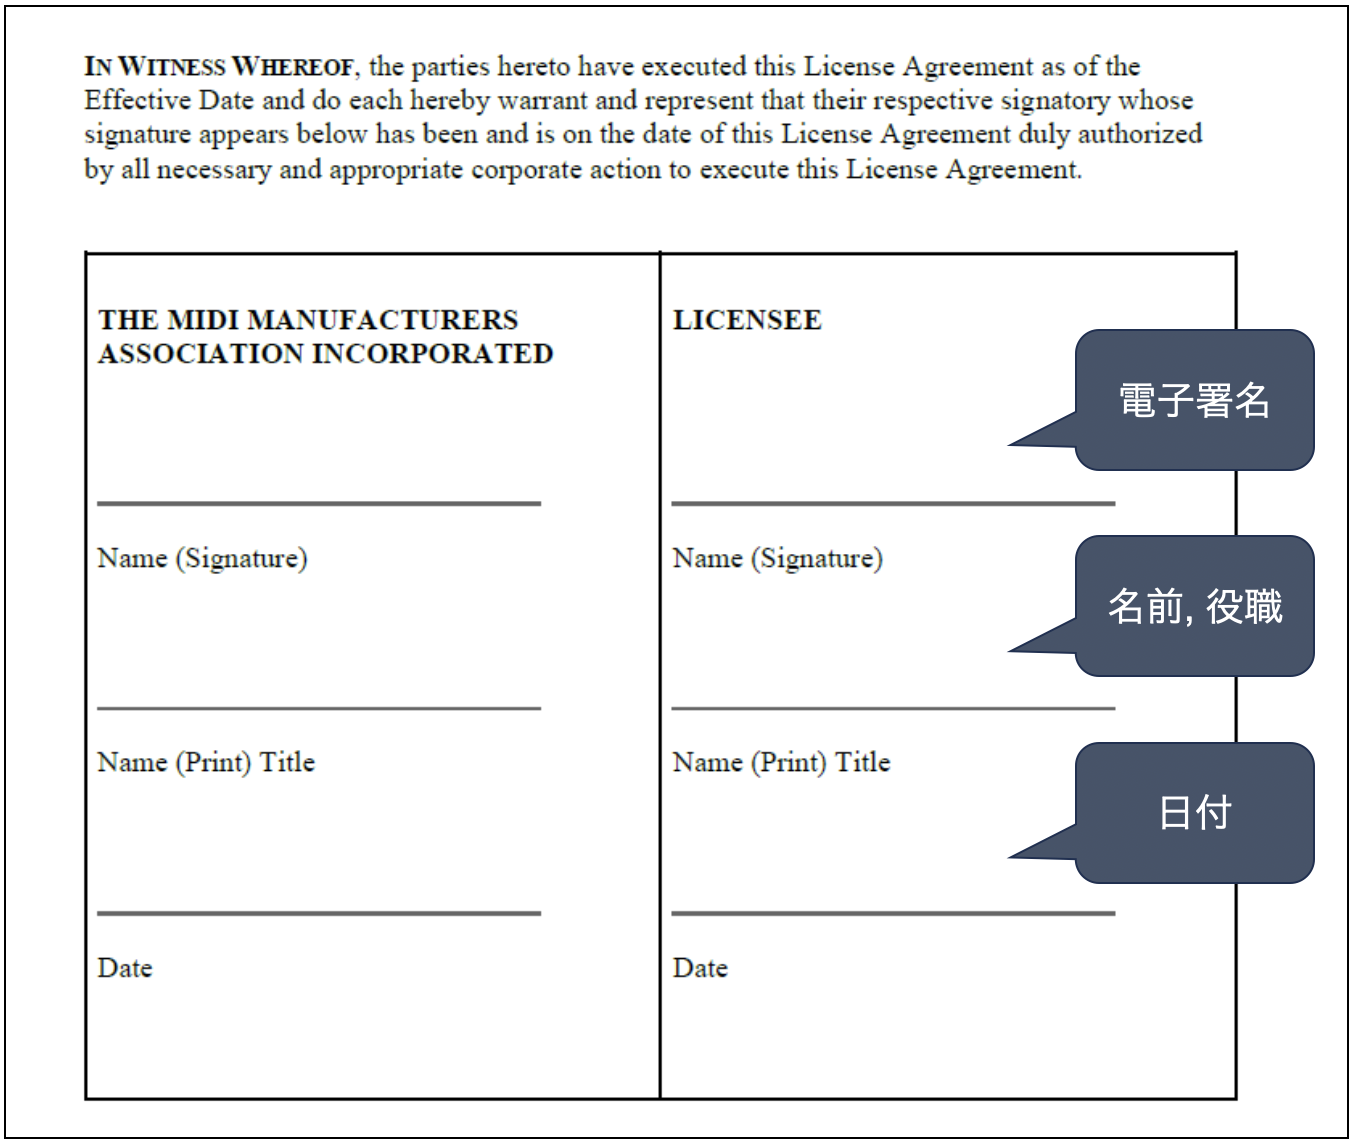 IN WITNESS WHEREOF, the parties hereto have executed this License Agreement as of the
Effective Date and do each hereby warrant and represent that their respective signatory whose
signature appears below has been and is on the date of this License Agreement duly authorized
by all necessary and appropriate corporate action to execute this License Agreement.
THE MIDI MANUFACTURERS
ASSOCIATION INCORPORATED
Name (Signature)
Name (Print) Title
Date
LICENSEE
電子署名
Name (Signature)
名前, 役職
Name (Print) Title
日付
Date